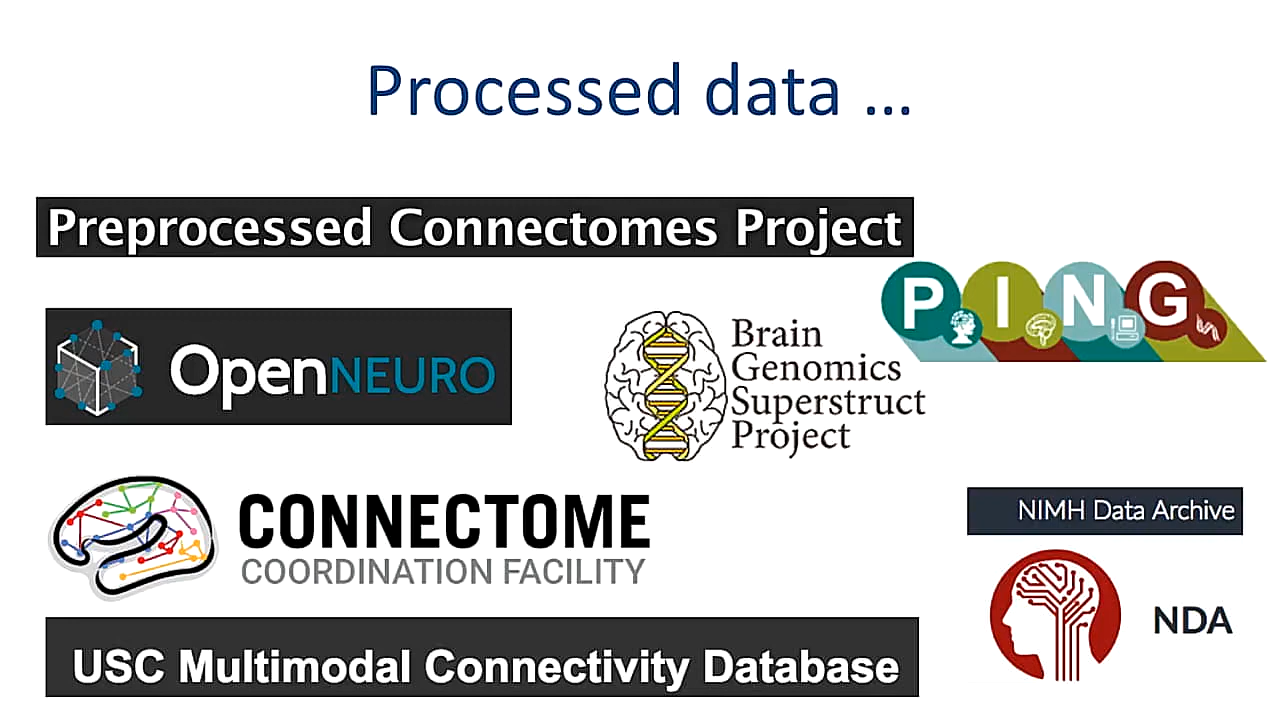 Processed data ...
Preprocessed Connectomes Project
PING
OpenNEURO
Brain
Genomics
Superstruct
Project
CONNECTOME
COORDINATION FACILITY
NIMH Data Archive
NDA
USC Multimodal Connectivity Database